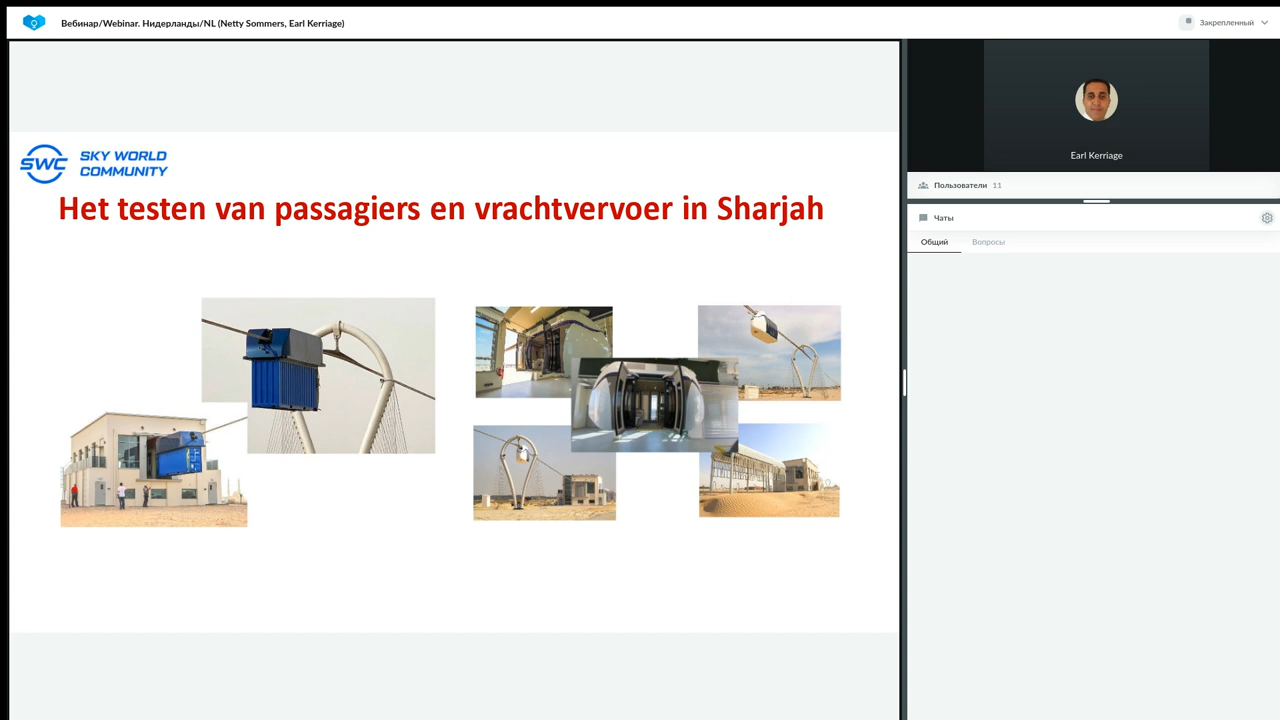 Вебинар/Webinar. Нидерланды/NL (Netty Sommers, Earl Kerriage)
Закрепленный
SWC SKY WORLD
COMMUNITY
Het testen van passagiers en vrachtvervoer in Sharjah
Earl Kerriage
Пользователи 11
Чаты
Общий Вопросы